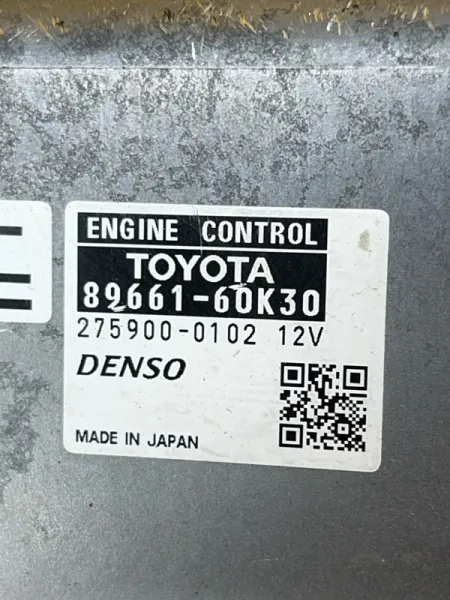 ENGINE CONTROL
TOYOTA
89661-60K30
275900-0102 12V
DENSO
MADE IN JAPAN